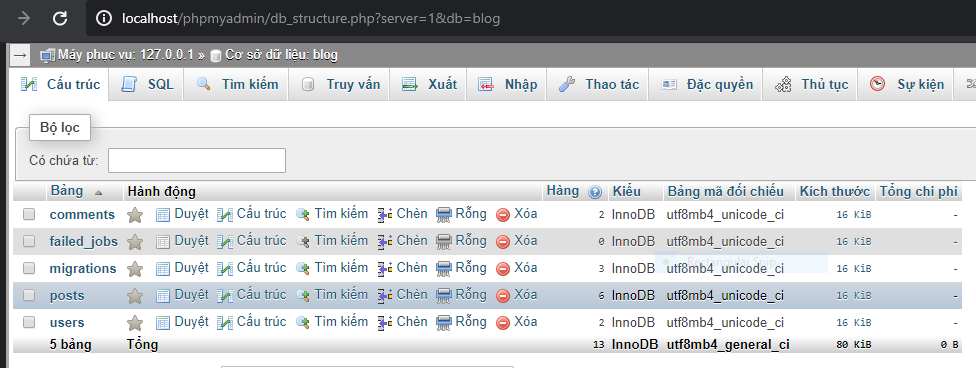 localhost/phpmyadmin/db_structure.php?server=1&db=blog
Máy phục vụ: 127.0.0.1 » Cơ sở dữ liệu: blog
Cấu trúc SQL Tìm kiếm Truy vấn Xuất Nhập Thao tác Đặc quyền Thủ tục Sự kiện
Bộ lọc
Có chứa từ:
Bảng Hành động Hàng Kiểu Bảng mã đối chiếu Kích thước Tổng chi phí
comments Duyệt Cấu trúc Tìm kiếm Chèn Rỗng Xóa 2 InnoDB utf8mb4_unicode_ci 16 KiB -
failed_jobs Duyệt Cấu trúc Tìm kiếm Chèn Rỗng Xóa 0 InnoDB utf8mb4_unicode_ci 16 KiB -
Rectangular Snip
migrations Duyệt Cấu trúc Tìm kiếm Chèn Rỗng Xóa 3 InnoDB utf8mb4_unicode_ci 16 KiB -
posts Duyệt Cấu trúc Tìm kiếm Chèn Rỗng Xóa 6 InnoDB utf8mb4_unicode_ci 16 KiB -
users Duyệt Cấu trúc Tìm kiếm Chèn Rỗng Xóa 2 InnoDB utf8mb4_unicode_ci 16 KiB -
5 bảng Tổng 13 InnoDB utf8mb4_general_ci 80 KiB 0 B